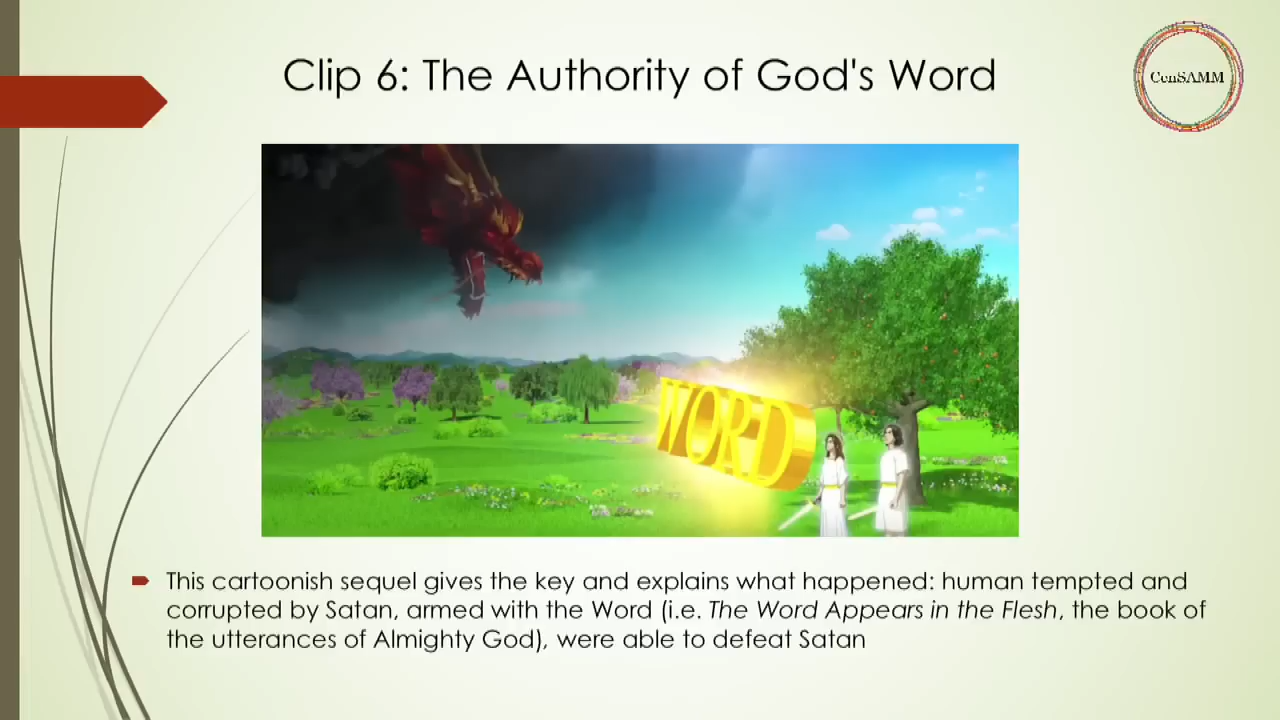 Clip 6: The Authority of God's Word
CenSAMM
WORD
This cartoonish sequel gives the key and explains what happened: human tempted and
corrupted by Satan, armed with the Word (i.e. The Word Appears in the Flesh, the book of
the utterances of Almighty God), were able to defeat Satan